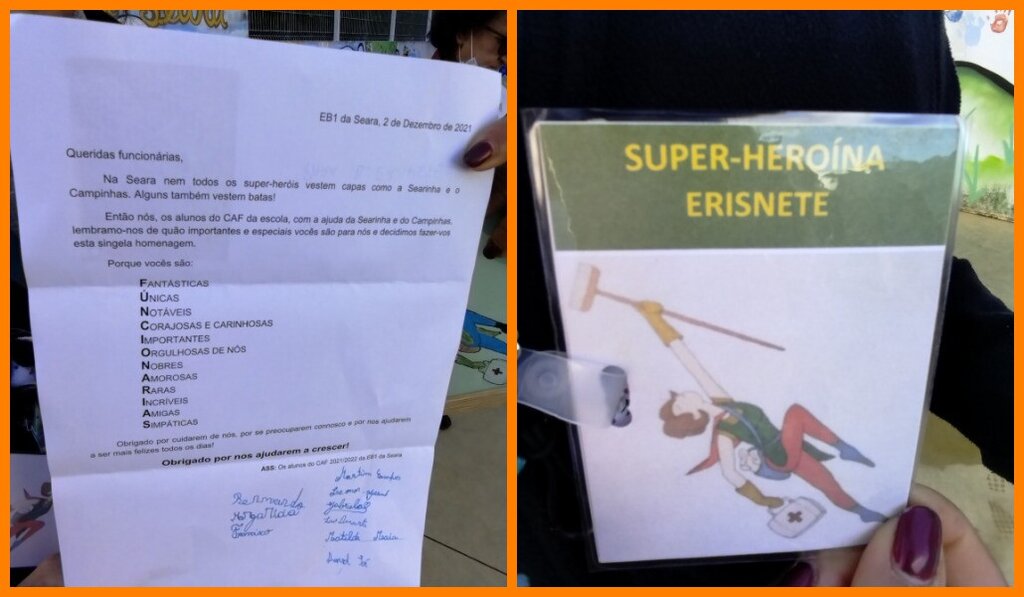 EB1 da Seara, 2 de Dezembro de 2021
Queridas funcionárias,
Na Seara nem todos os super-heróis vestem capas como a Searinha e o
Campinhas. Alguns também vestem batas!
Então nós, os alunos do CAF da escola, com a ajuda da Searinha e do Campinhas,
lembramo-nos de quão importantes e especiais vocês são para nós e decidimos fazer-vos
esta singela homenagem.
Porque vocês são:
FANTÁSTICAS
ÚNICAS
NOTÁVEIS
CORAJOSAS E CARINHOSAS
IMPORTANTES
ORGULHOSAS DE NÓS
NOBRES
AMOROSAS
RARAS
INCRÍVEIS
AMIGAS
SIMPÁTICAS
Obrigado por cuidarem de nós, por se preocuparem connosco e por nos ajudarem
a ser mais felizes todos os dias!
Obrigado por nos ajudarem a crescer!
ASS: Os alunos do CAF 2021/2022 da EB1 da Seara
Martim
Leonor
Gabriel
Bernardo
Margarida
Francisco
Matilde Maia
SUPER-HEROÍNA
ERISNETE